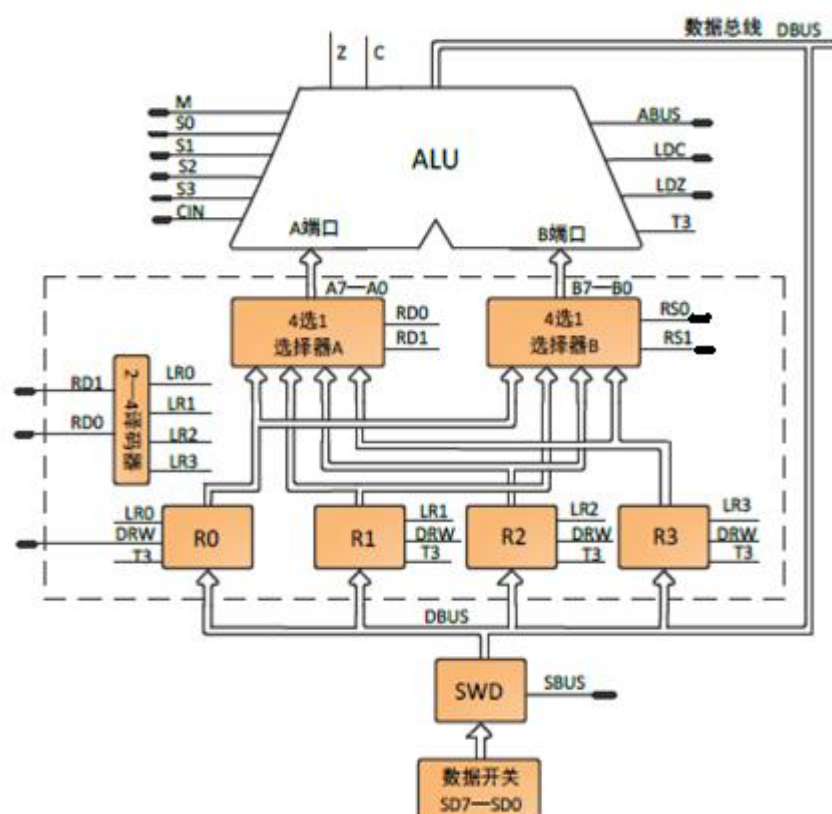 数据总线 DBUS
Z C
M
S0
S1
S2
S3
CIN
ALU
ABUS
LDC
LDZ
T3
A端口
B端口
A7—A0
B7—B0
4选1
选择器A
RD0
RD1
4选1
选择器B
RS0
RS1
RD1
RD0
2—4译码器
LR0
LR1
LR2
LR3
LR0
DRW
T3
R0
R1
LR1
DRW
T3
R2
LR2
DRW
T3
R3
LR3
DRW
T3
DBUS
SWD
SBUS
数据开关
SD7—SD0